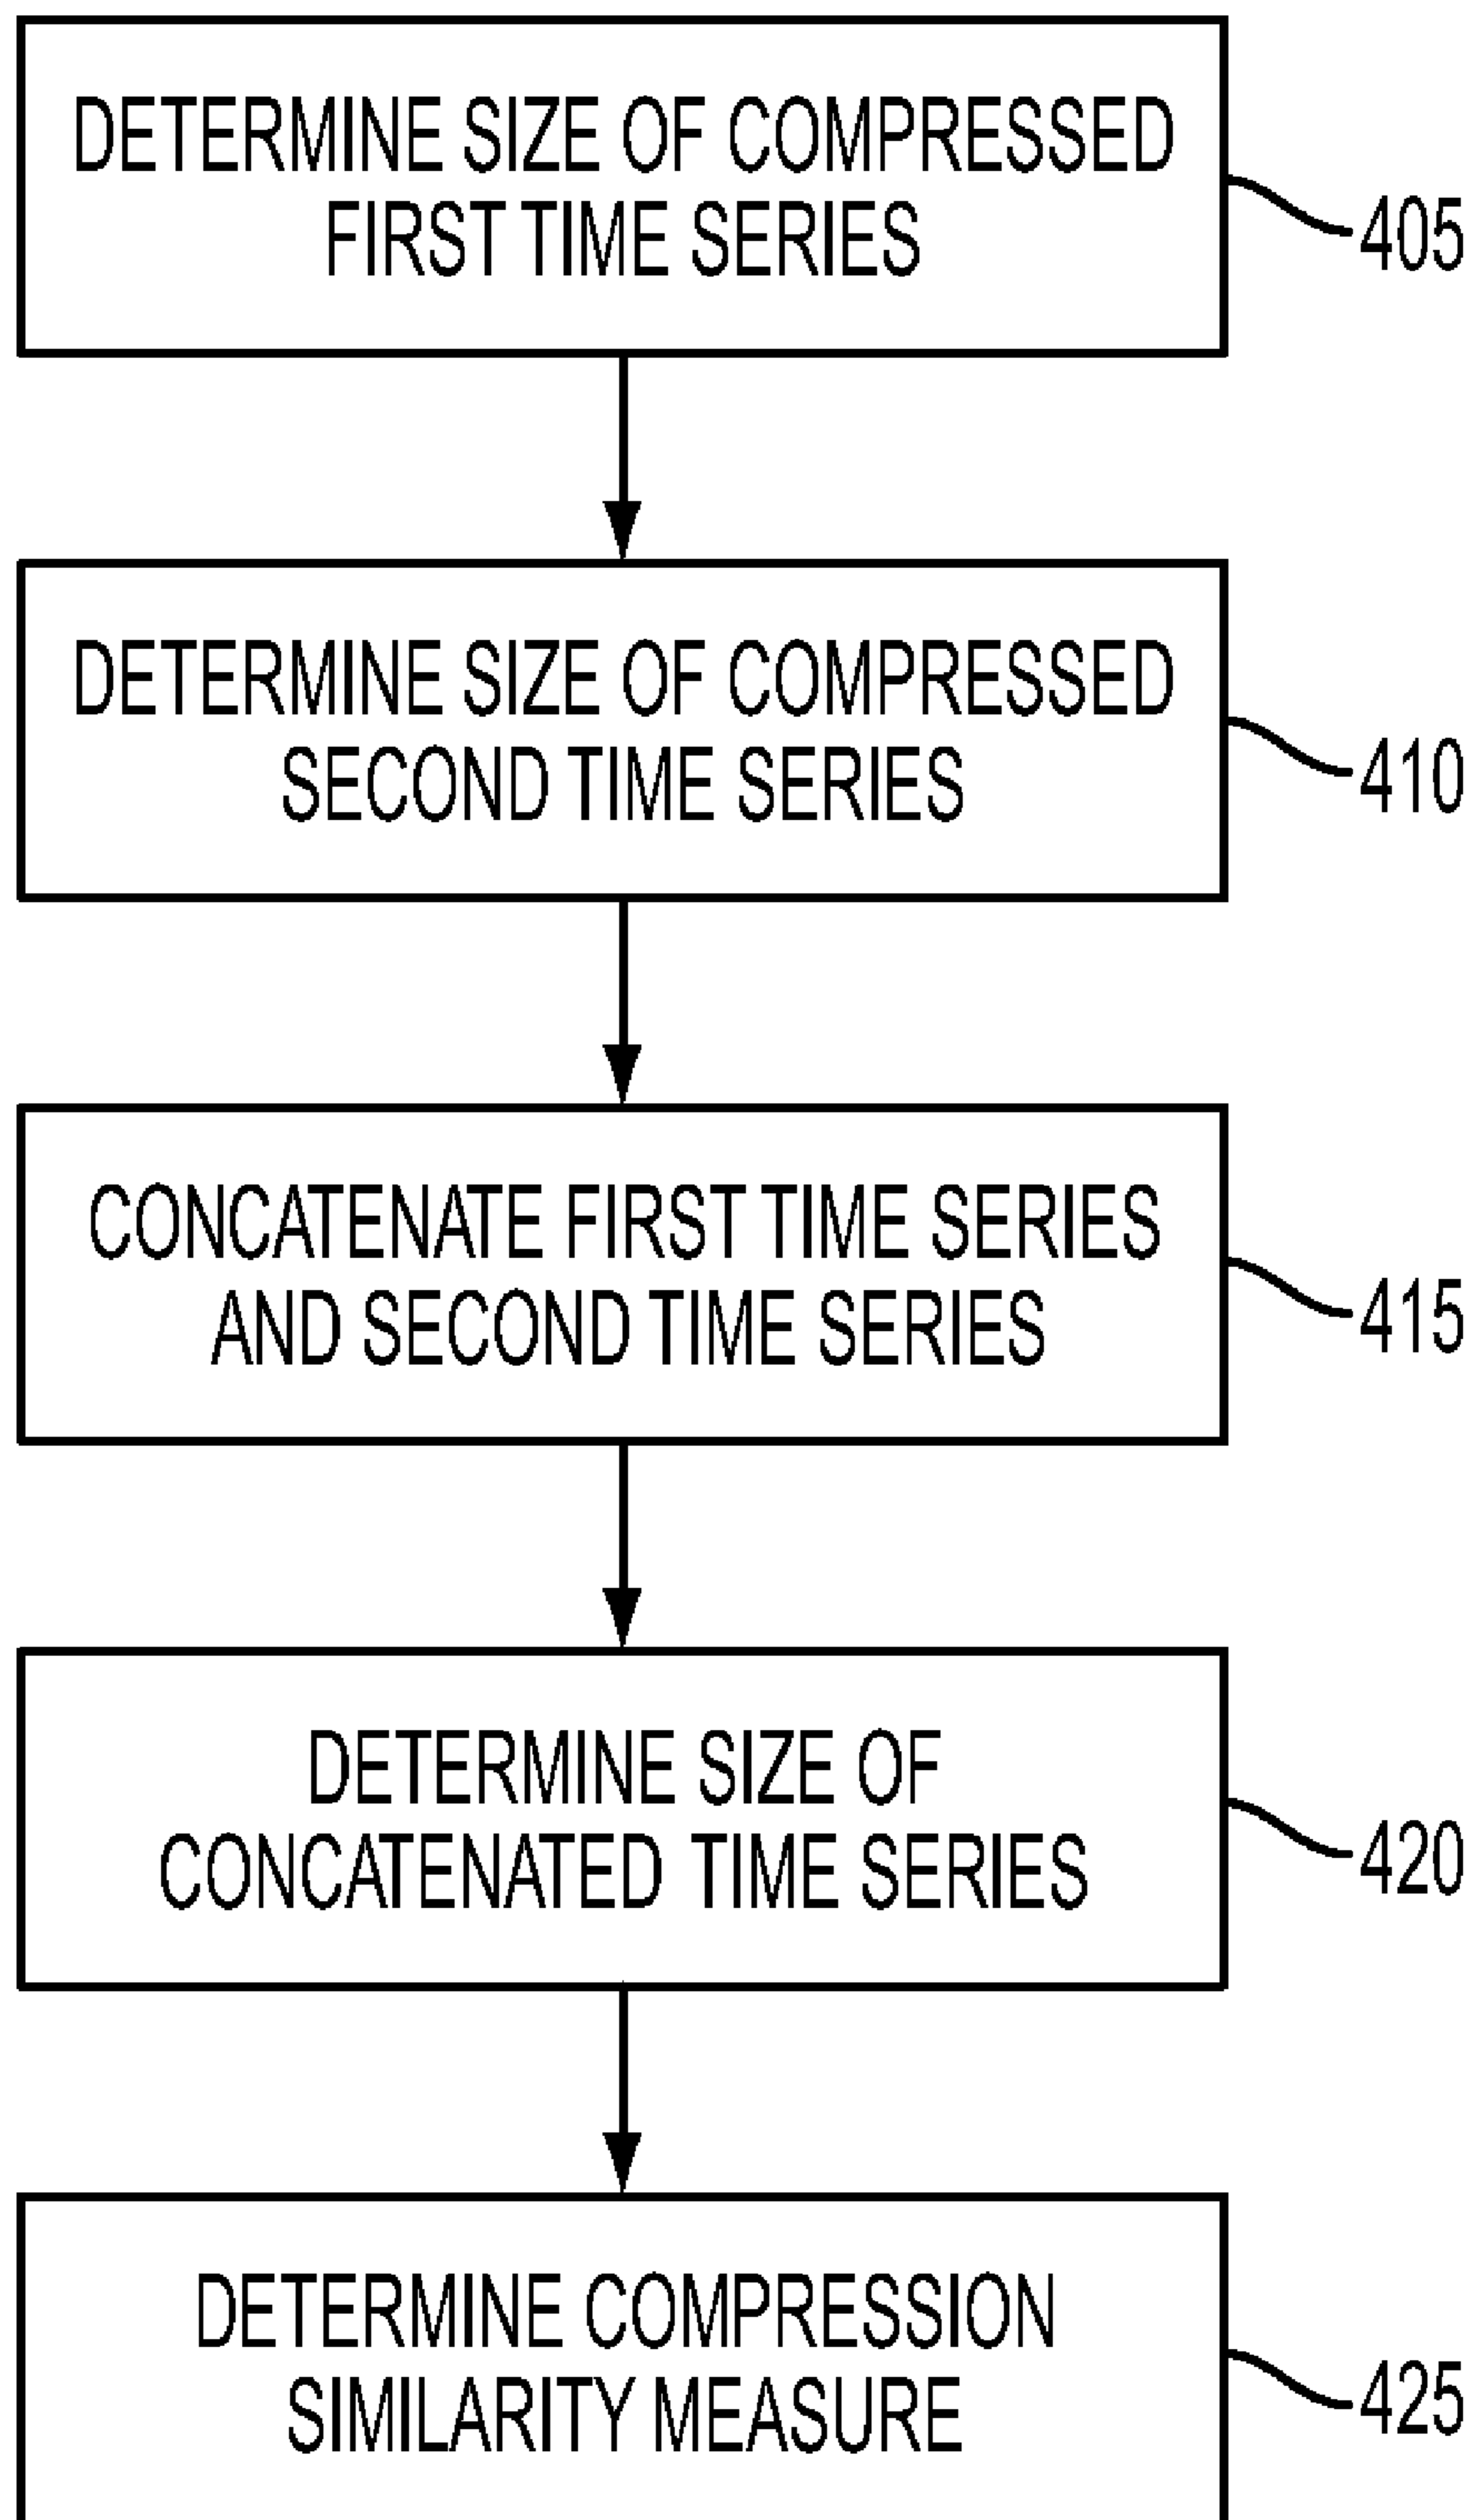 DETERMINE SIZE OF COMPRESSED
FIRST TIME SERIES
405
DETERMINE SIZE OF COMPRESSED
SECOND TIME SERIES
410
CONCATENATE FIRST TIME SERIES
AND SECOND TIME SERIES
415
DETERMINE SIZE OF
CONCATENATED TIME SERIES
420
DETERMINE COMPRESSION
SIMILARITY MEASURE
425